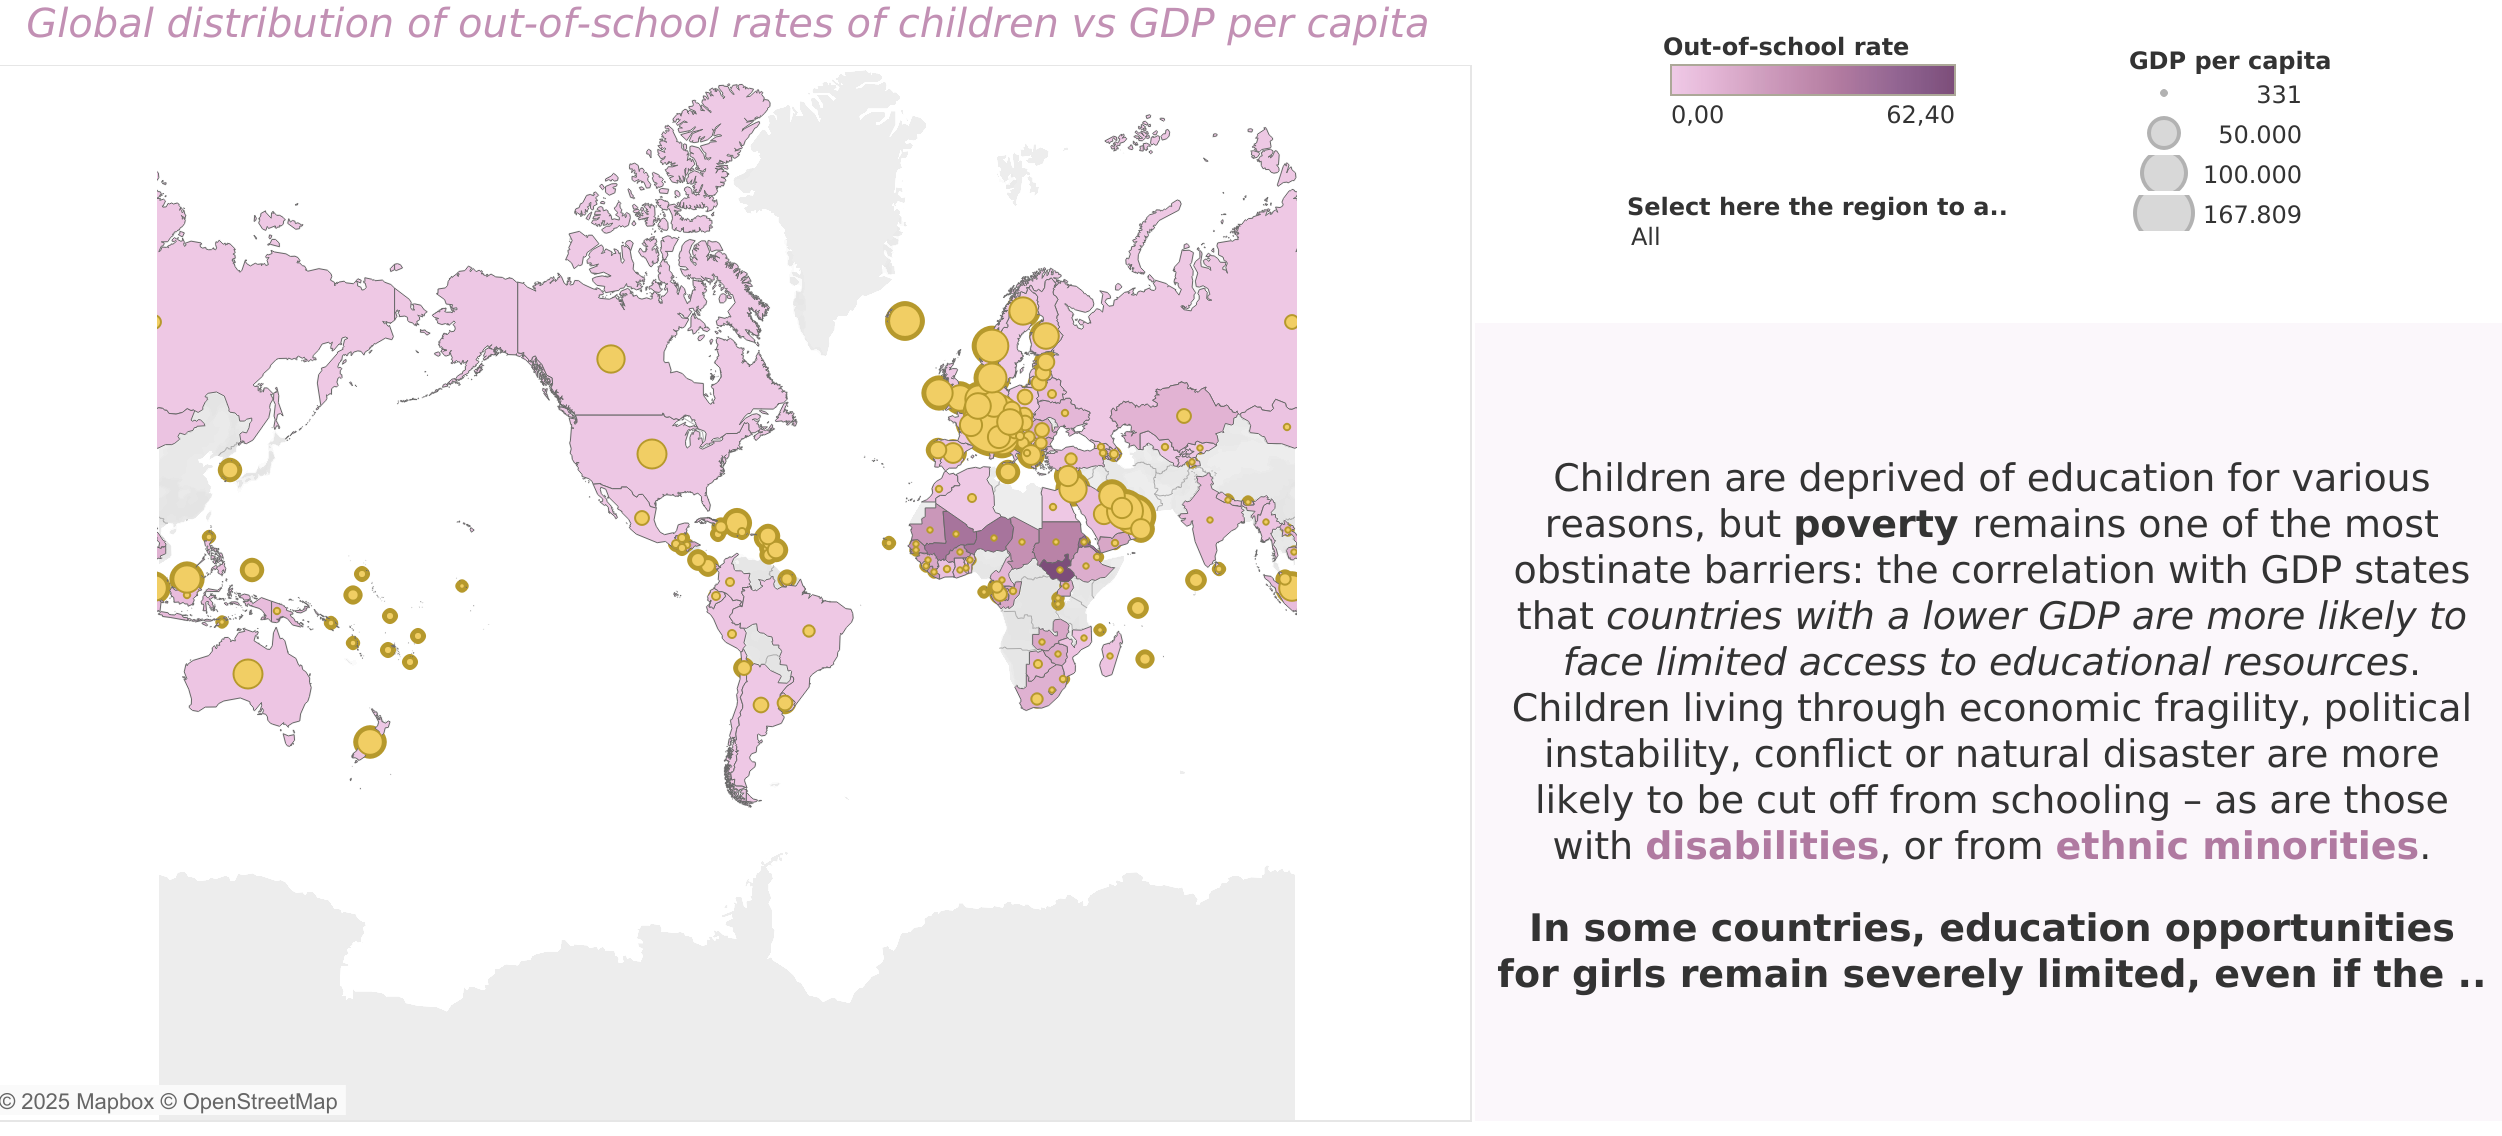 Global distribution of out-of-school rates of children vs GDP per capita
Out-of-school rate
0,00
62,40
GDP per capita
331
50.000
100.000
167.809
Select here the region to a..
All
Children are deprived of education for various
reasons, but poverty remains one of the most
obstinate barriers: the correlation with GDP states
that countries with a lower GDP are more likely to
face limited access to educational resources.
Children living through economic fragility, political
instability, conflict or natural disaster are more
likely to be cut off from schooling – as are those
with disabilities, or from ethnic minorities.
In some countries, education opportunities
for girls remain severely limited, even if the ..
© 2025 Mapbox © OpenStreetMap